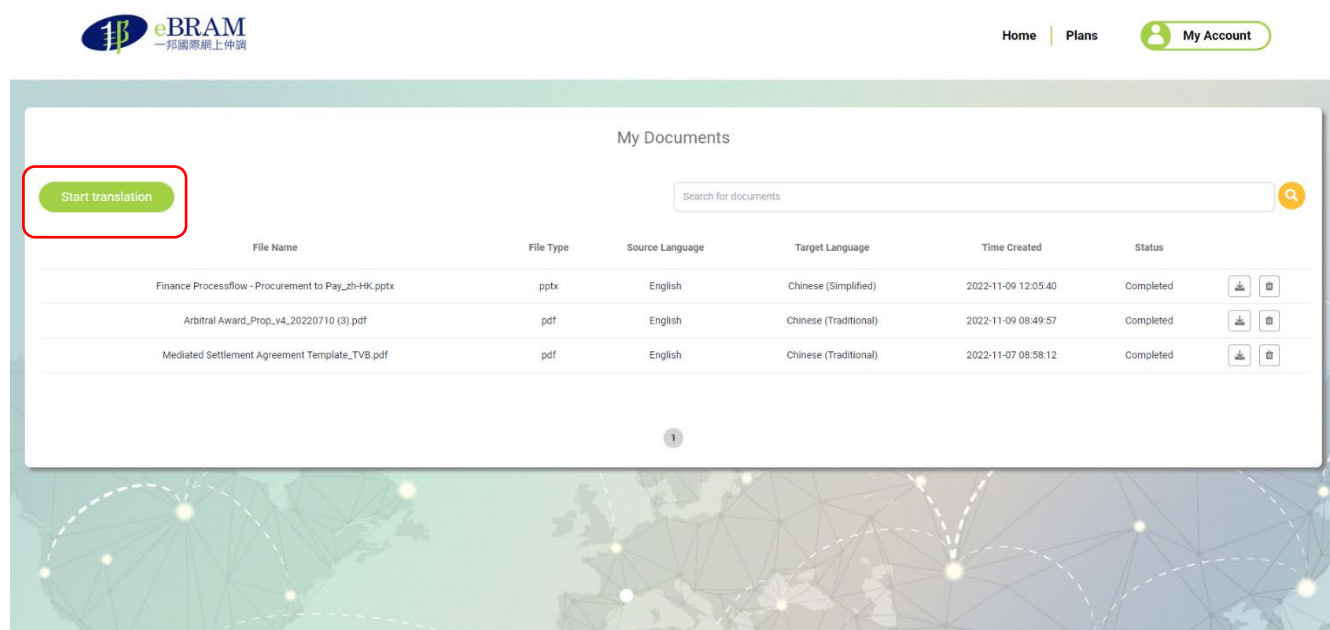 邦 eBRAM
一邦國際網上仲調
Home Plans My Account
My Documents
Start translation
Search for documents
File Name File Type Source Language Target Language Time Created Status
Finance Processflow - Procurement to Pay_zh-HK.pptx pptx English Chinese (Simplified) 2022-11-09 12:05:40 Completed
Arbitral Award_Prop_v4_20220710 (3).pdf pdf English Chinese (Traditional) 2022-11-09 08:49:57 Completed
Mediated Settlement Agreement Template_TVB.pdf pdf English Chinese (Traditional) 2022-11-07 08:58:12 Completed
1